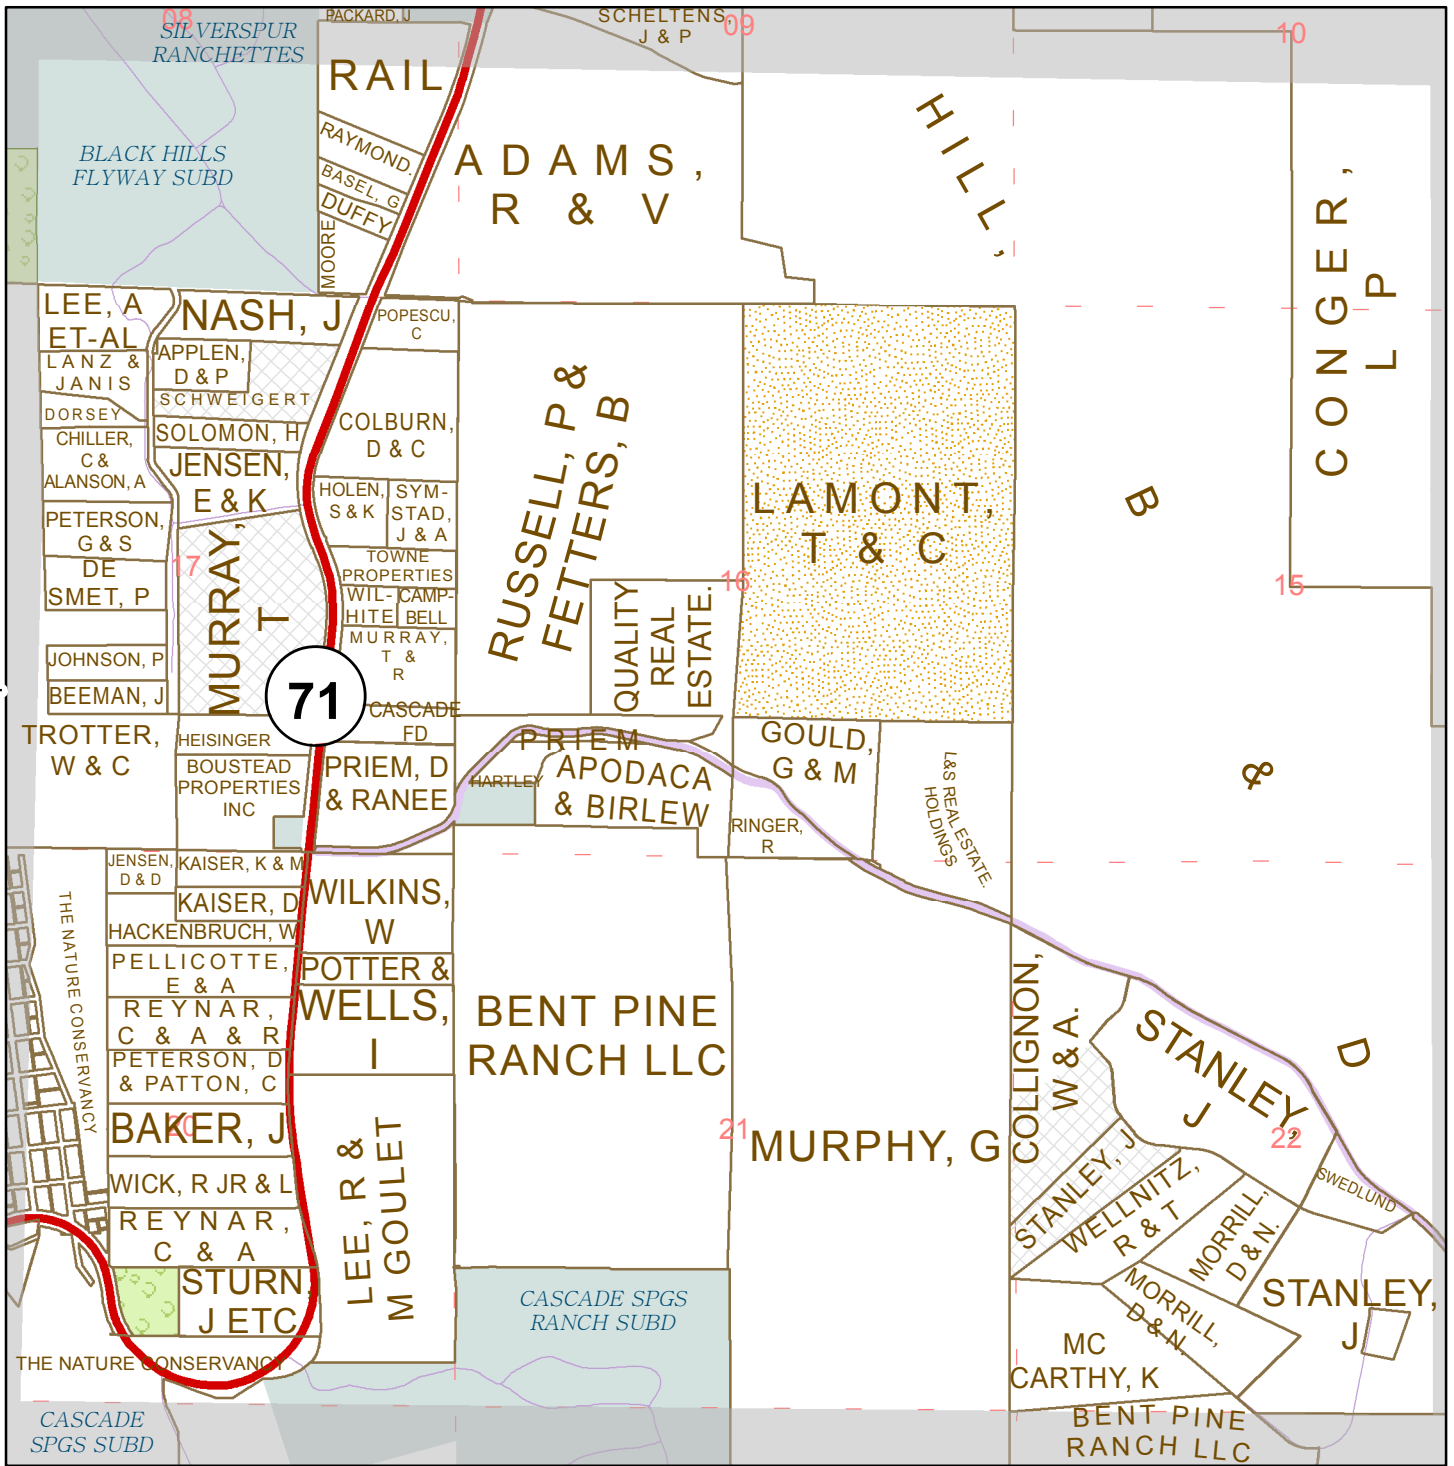 PACKARD, J
SCHELTENS,
J & P
08
09
10
SILVERSPUR
RANCHETTES
RAIL
RAYMOND.
BASEL, G
DUFFY
MOORE
BLACK HILLS
FLYWAY SUBD
ADAMS,
R & V
HILL,
B
&
D
CONGER,
L P
LEE, A
ET-AL
NASH, J
POPESCU,
C
LANZ &
JANIS
APPLEN,
D & P
SCHWEIGERT
DORSEY
SOLOMON, H
COLBURN,
D & C
CHILLER,
C &
ALANSON, A
JENSEN,
E & K
HOLEN,
S & K
SYM-
STAD,
J & A
RUSSELL, P &
FETTERS, B
LAMONT,
T & C
PETERSON,
G & S
TOWNE
PROPERTIES
17
16
15
DE
SMET, P
MURRAY,
T
WIL-
HITE
CAMP-
BELL
QUALITY
REAL
ESTATE.
MURRAY,
T &
R
JOHNSON, P
BEEMAN, J
71
CASCADE
FD
TROTTER,
W & C
HEISINGER
PRIEM
GOULD,
G & M
BOUSTEAD
PROPERTIES
INC
PRIEM, D
& RANEE
HARTLEY
APODACA
& BIRLEW
L&S REAL ESTATE.
HOLDINGS
RINGER,
R
JENSEN,
D & D
KAISER, K & M
WILKINS,
W
KAISER, D
THE NATURE CONSERVANCY
HACKENBRUCH, W
PELLICOTTE,
E & A
POTTER &
REYNAR,
C & A & R
WELLS,
I
BENT PINE
RANCH LLC
COLLIGNON,
W & A.
STANLEY,
J
PETERSON, D
& PATTON, C
BAKER, J
20
21
22
LEE, R &
M GOULET
MURPHY, G
STANLEY, J
WELLNITZ,
R & T
MORRILL,
D & N.
SWEDLUND
WICK, R JR & L
REYNAR,
C & A
STURN,
J ETC
CASCADE SPGS
RANCH SUBD
MORRILL,
D & N,
STANLEY,
J
MC
CARTHY, K
THE NATURE CONSERVANCY
CASCADE
SPGS SUBD
BENT PINE
RANCH LLC